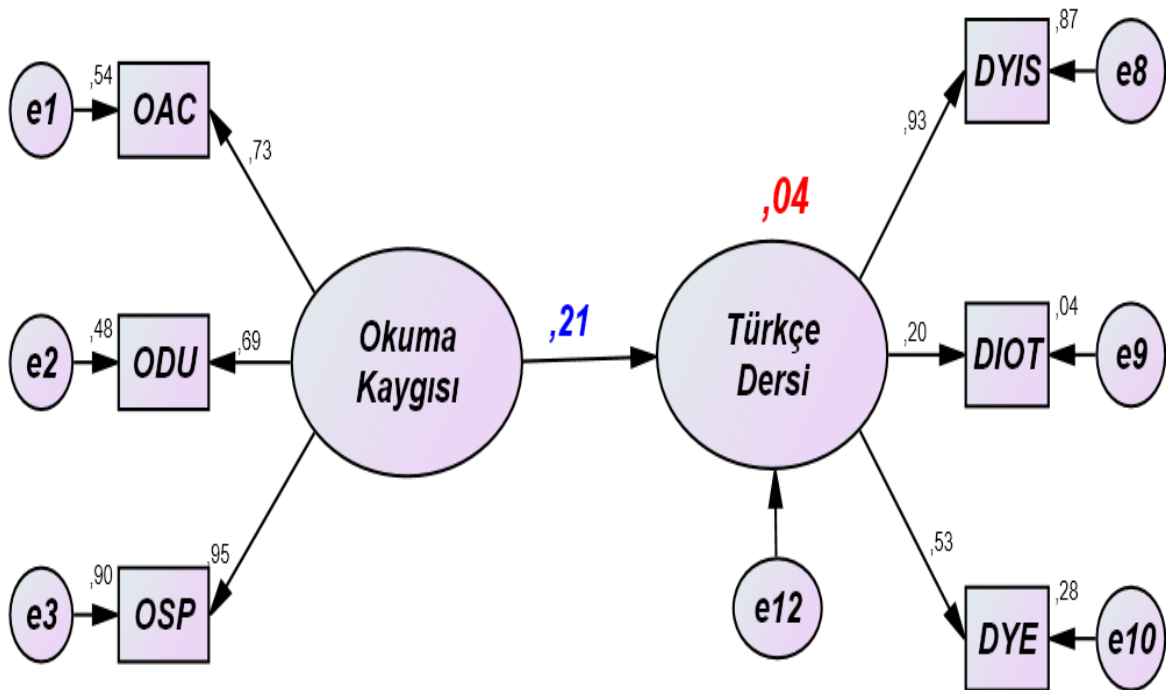 ,54
e1
OAC
,73
,48
e2
ODU
,69
,90
e3
OSP
,95
Okuma
Kaygısı
,21
,04
Türkçe
Dersi
e12
,93
,87
DYIS
e8
,20
,04
DIOT
e9
,53
,28
DYE
e10